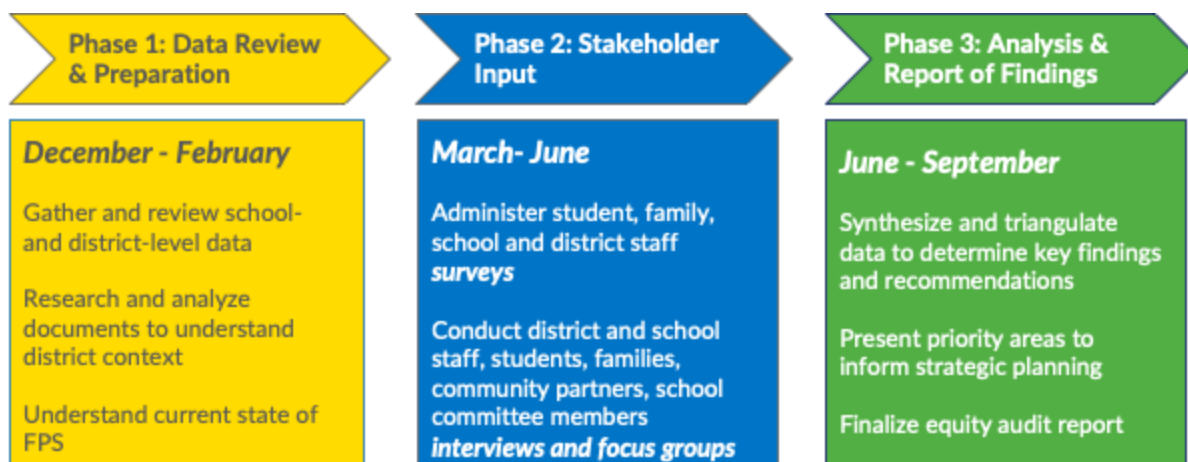 Phase 1: Data Review
& Preparation
December - February
Gather and review school-
and district-level data
Research and analyze
documents to understand
district context
Understand current state of
FPS
Phase 2: Stakeholder
Input
March- June
Administer student, family,
school and district staff
surveys
Conduct district and school
staff, students, families,
community partners, school
committee members
interviews and focus groups
Phase 3: Analysis &
Report of Findings
June - September
Synthesize and triangulate
data to determine key findings
and recommendations
Present priority areas to
inform strategic planning
Finalize equity audit report